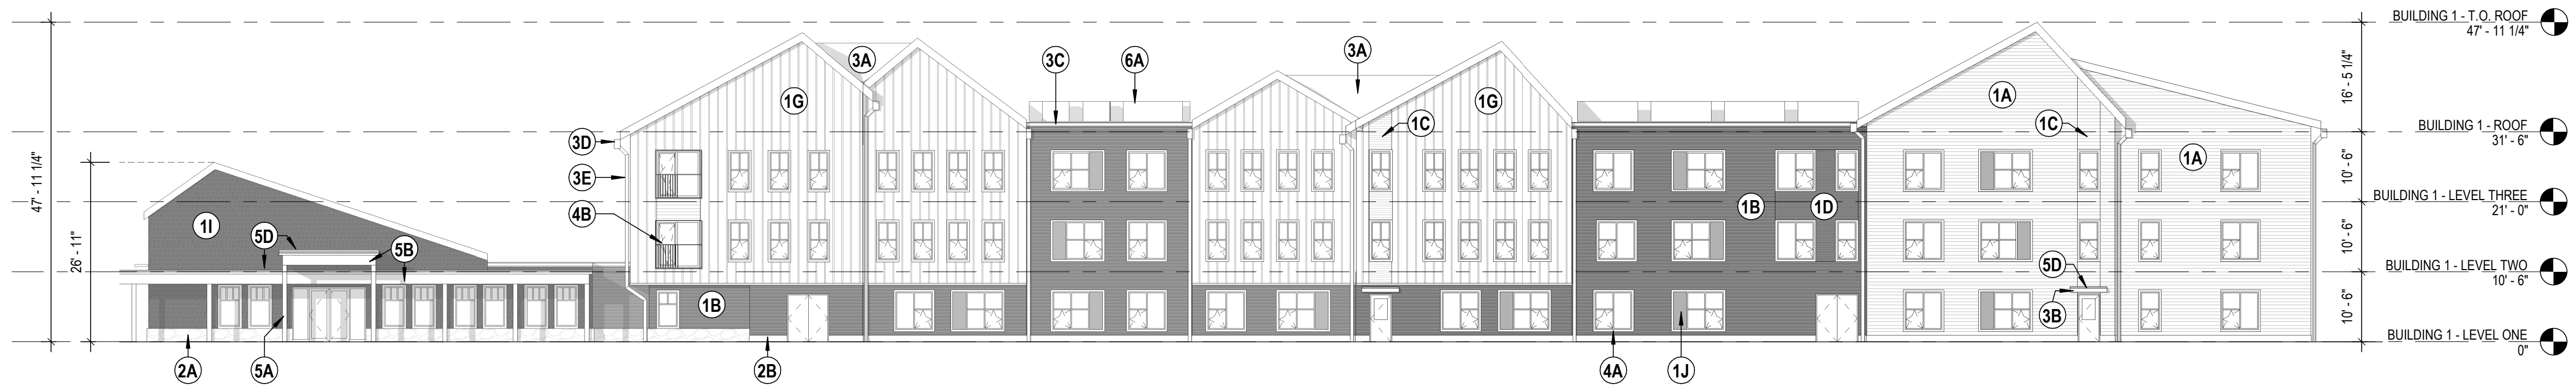 BUILDING 1 - T.O. ROOF
47' - 11 1/4"
3A
3C
6A
3A
1G
1G
1A
16' - 5 1/4"
1C
1C
BUILDING 1 - ROOF
31' - 6"
3D
1A
3E
10' - 6"
47' - 11 1/4"
BUILDING 1 - LEVEL THREE
21' - 0"
4B
1B
1D
1I
5D
5B
26' - 11"
10' - 6"
5D
BUILDING 1 - LEVEL TWO
10' - 6"
1B
3B
10' - 6"
BUILDING 1 - LEVEL ONE
0"
2A
5A
2B
4A
1J